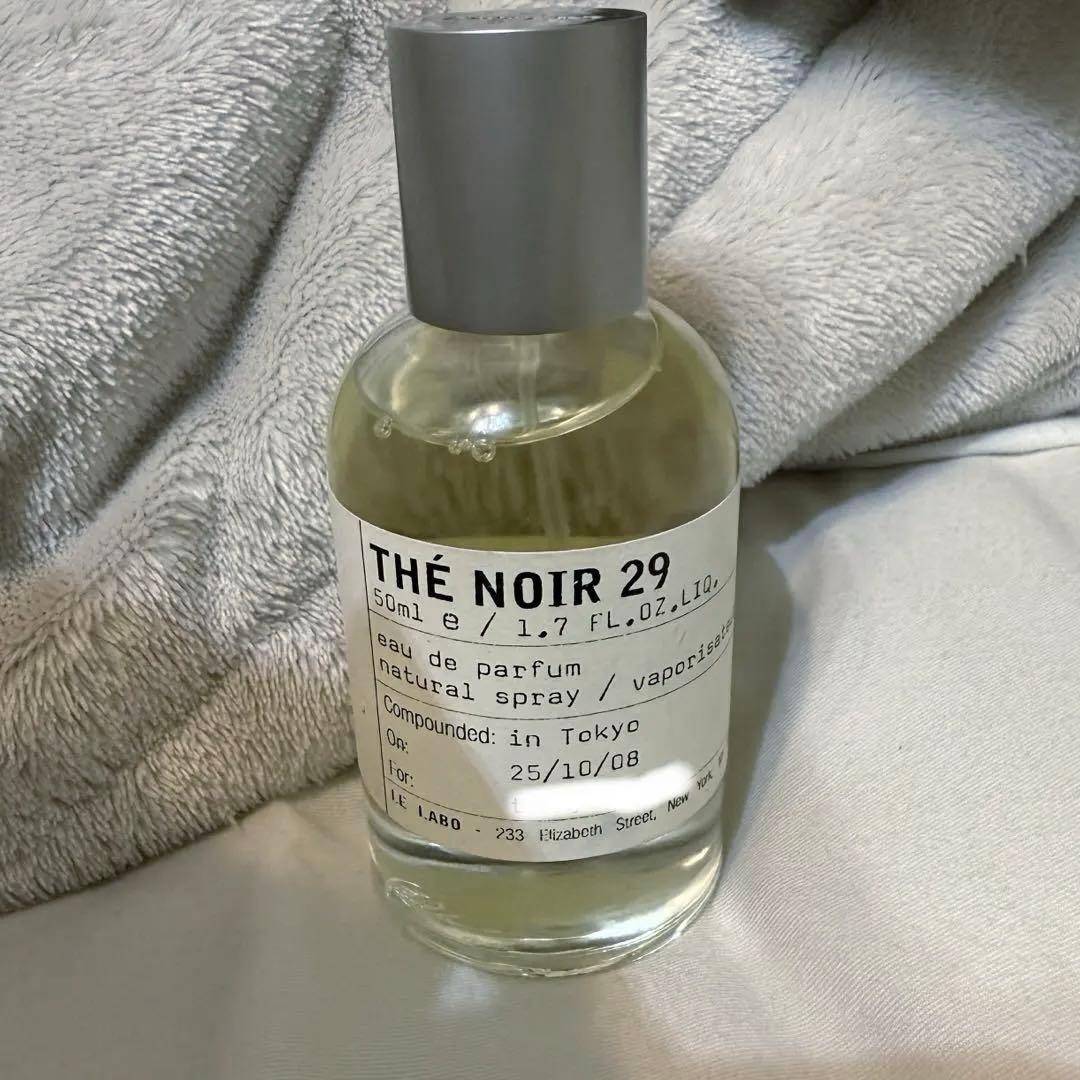 THÉ NOIR 29
50ml e / 1.7 FL.OZ.LIQ.
eau de parfum
natural spray / vaporisate
Compounded: in Tokyo
On: 25/10/08
For:
LE LABO - 233 Elizabeth Street, New York,